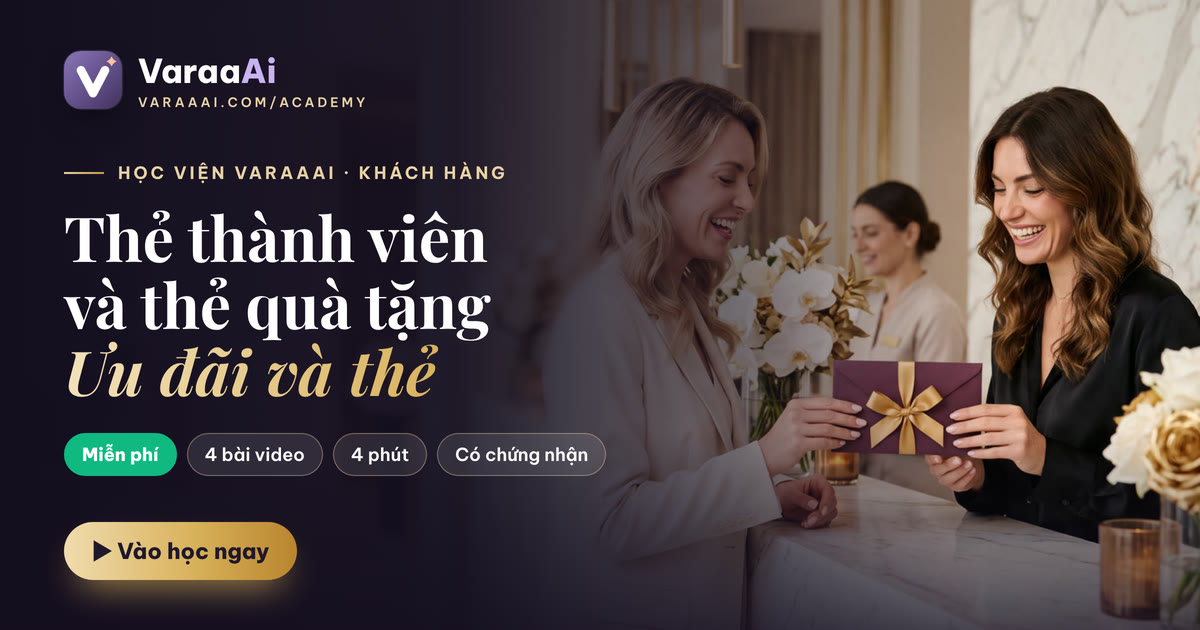 V
VaraaAi
VARAAAI.COM/ACADEMY
HỌC VIỆN VARAAAI · KHÁCH HÀNG
Thẻ thành viên
và thẻ quà tặng
Ưu đãi và thẻ
Miễn phí
4 bài video
4 phút
Có chứng nhận
▶ Vào học ngay